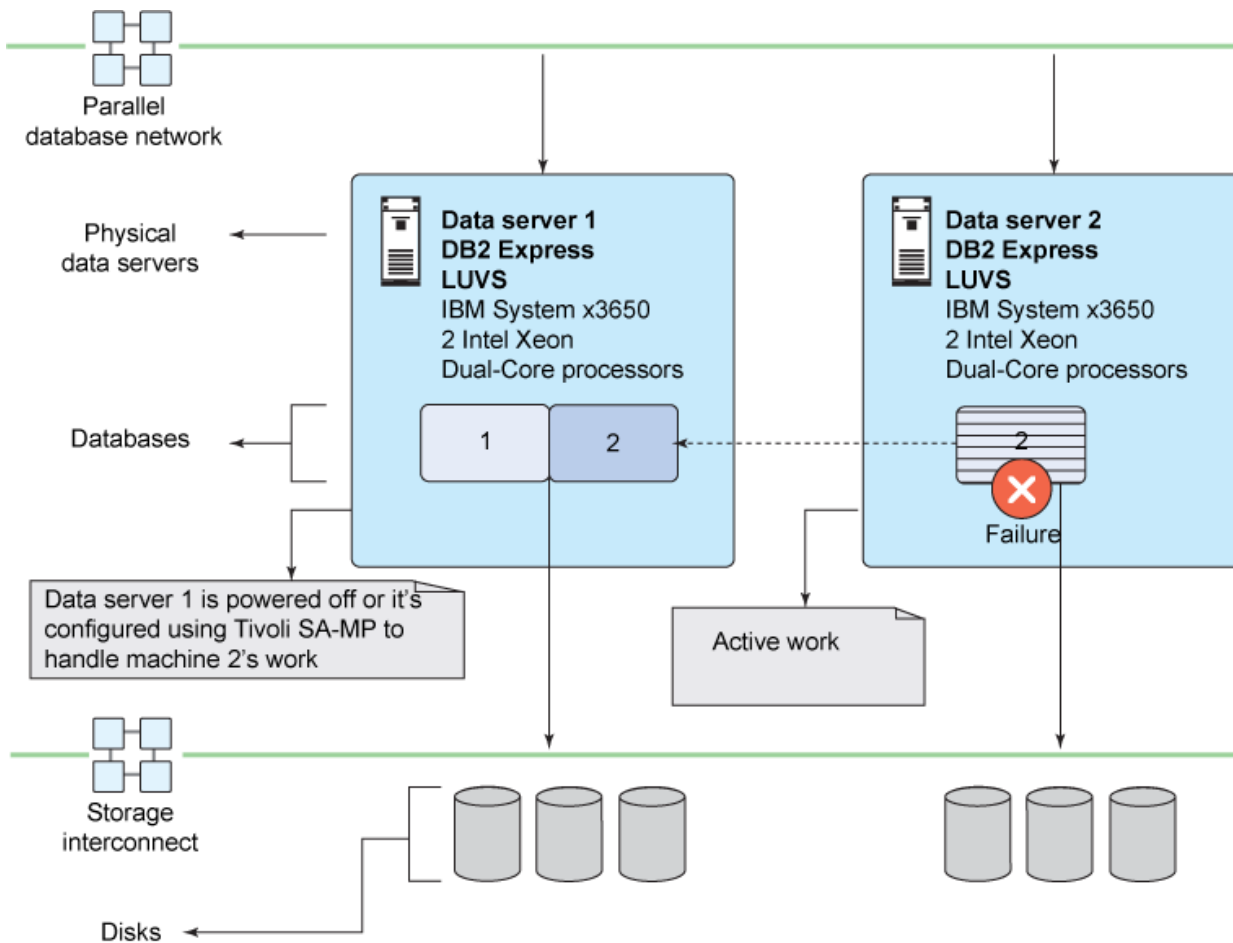 Parallel
database network
Physical
data servers
Data server 1
DB2 Express
LUVS
IBM System x3650
2 Intel Xeon
Dual-Core processors
Data server 2
DB2 Express
LUVS
IBM System x3650
2 Intel Xeon
Dual-Core processors
Databases
1
2
2
Failure
Data server 1 is powered off or it's
configured using Tivoli SA-MP to
handle machine 2's work
Active work
Storage
interconnect
Disks